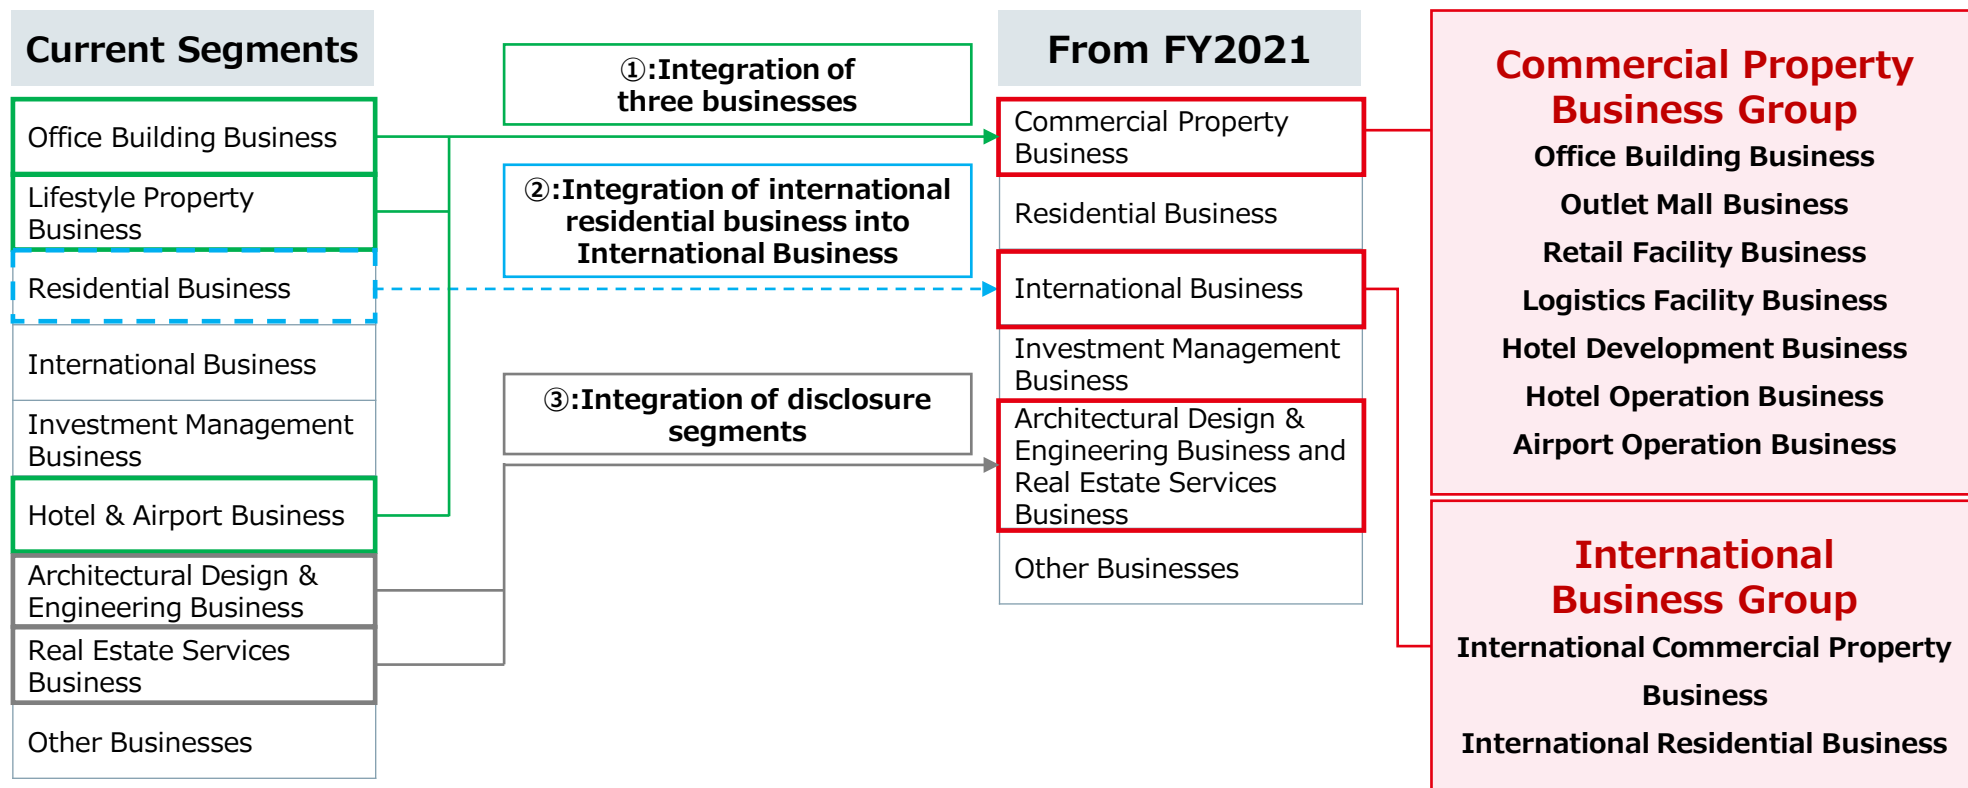 Current Segments
Office Building Business
Lifestyle Property
Business
Residential Business
International Business
Investment Management
Business
Hotel & Airport Business
Architectural Design &
Engineering Business
Real Estate Services
Business
Other Businesses
①:Integration of
three businesses
②:Integration of international
residential business into
International Business
③:Integration of disclosure
segments
From FY2021
Commercial Property
Business
Residential Business
International Business
Investment Management
Business
Architectural Design &
Engineering Business and
Real Estate Services
Business
Other Businesses
Commercial Property
Business Group
Office Building Business
Outlet Mall Business
Retail Facility Business
Logistics Facility Business
Hotel Development Business
Hotel Operation Business
Airport Operation Business
International
Business Group
International Commercial Property
Business
International Residential Business